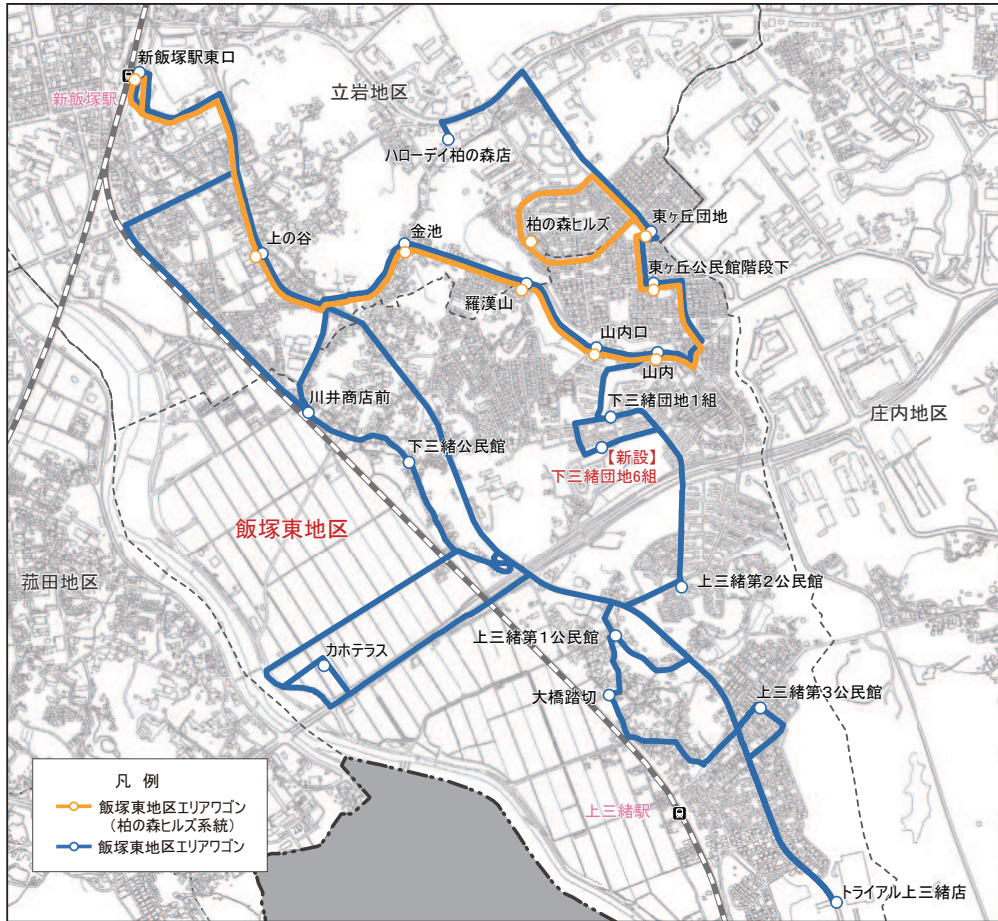 新飯塚駅東口
新飯塚駅
立岩地区
ハローデイ柏の森店
柏の森ヒルズ
東ヶ丘団地
金池
上の谷
東ヶ丘公民館階段下
羅漢山
山内口
山内
川井商店前
下三緒団地1組
庄内地区
下三緒公民館
【新設】
下三緒団地6組
飯塚東地区
菰田地区
上三緒第2公民館
上三緒第1公民館
カホテラス
大橋踏切
上三緒第3公民館
上三緒駅
トライアル上三緒店
凡 例
飯塚東地区エリアワゴン
（柏の森ヒルズ系統）
飯塚東地区エリアワゴン